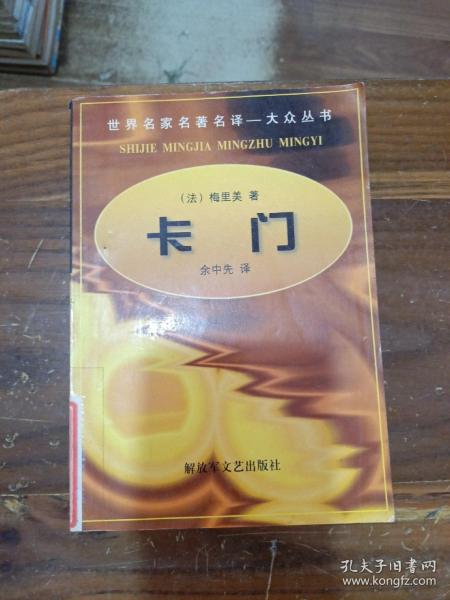 世界名家名著名译—大众丛书
SHIJIE MINGJIA MINGZHU MINGYI
（法）梅里美 著
卡门
余中先 译
解放军文艺出版社
孔夫子旧书网
www.kongfz.com